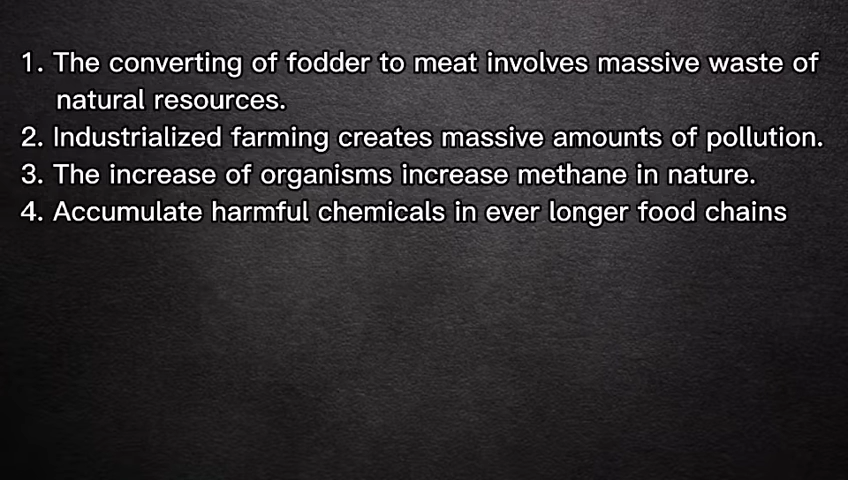 1. The converting of fodder to meat involves massive waste of
natural resources.
2. Industrialized farming creates massive amounts of pollution.
3. The increase of organisms increase methane in nature.
4. Accumulate harmful chemicals in ever longer food chains